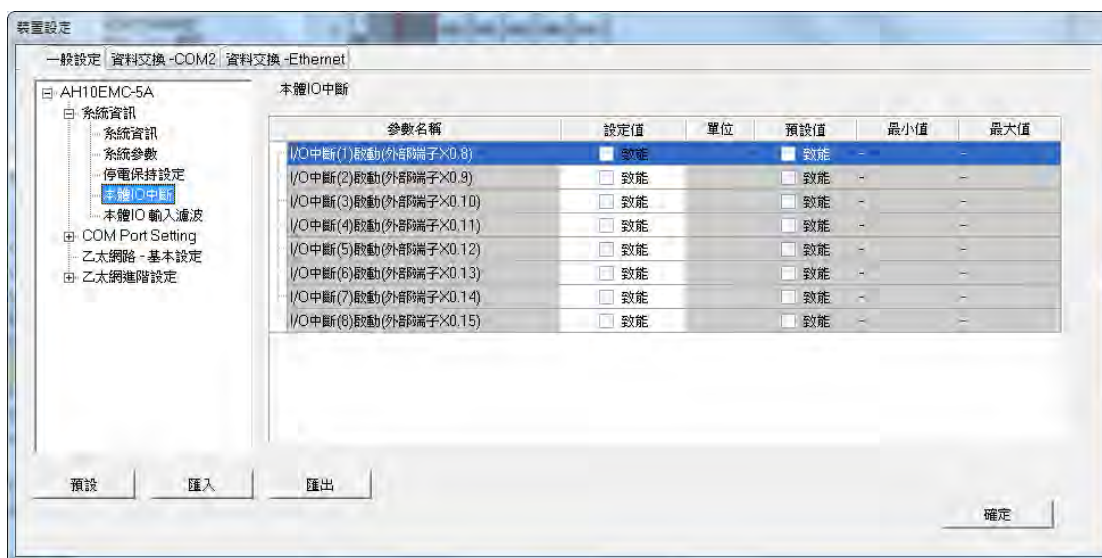 裝置設定
一般設定 資料交換 -COM2 資料交換 -Ethernet
AH10EMC-5A
系統資訊
系統資訊
系統參數
停電保持設定
本體IO中斷
本體IO 輸入濾波
COM Port Setting
乙太網路 - 基本設定
乙太網進階設定
本體IO中斷
參數名稱 設定值 單位 預設值 最小值 最大值
I/O中斷(1)啟動(外部端子X0.8) 致能 致能 - -
I/O中斷(2)啟動(外部端子X0.9) 致能 致能 - -
I/O中斷(3)啟動(外部端子X0.10) 致能 致能 - -
I/O中斷(4)啟動(外部端子X0.11) 致能 致能 - -
I/O中斷(5)啟動(外部端子X0.12) 致能 致能 - -
I/O中斷(6)啟動(外部端子X0.13) 致能 致能 - -
I/O中斷(7)啟動(外部端子X0.14) 致能 致能 - -
I/O中斷(8)啟動(外部端子X0.15) 致能 致能 - -
預設 匯入 匯出
確定